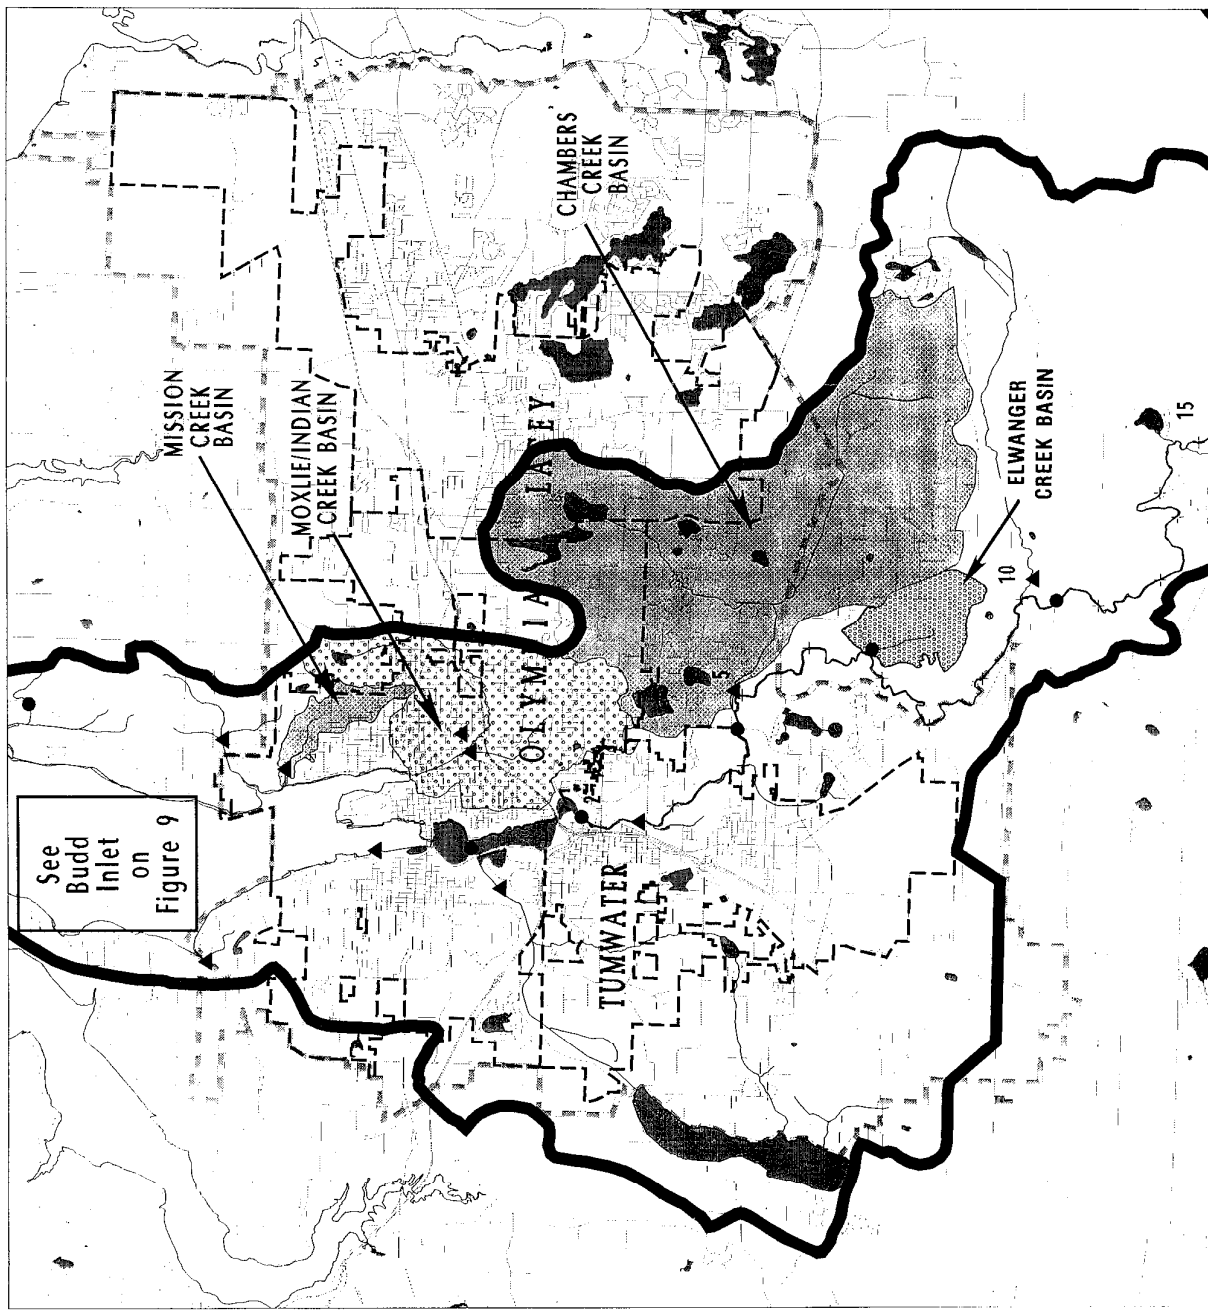 See
Budd
Inlet
on
Figure 9
MISSION
CREEK
BASIN
MOXLIE/INDIAN
CREEK BASIN
CHAMBERS
CREEK
BASIN
ELWANGER
CREEK BASIN
OLYMPIA
LACEY
TUMWATER
2
5
10
15